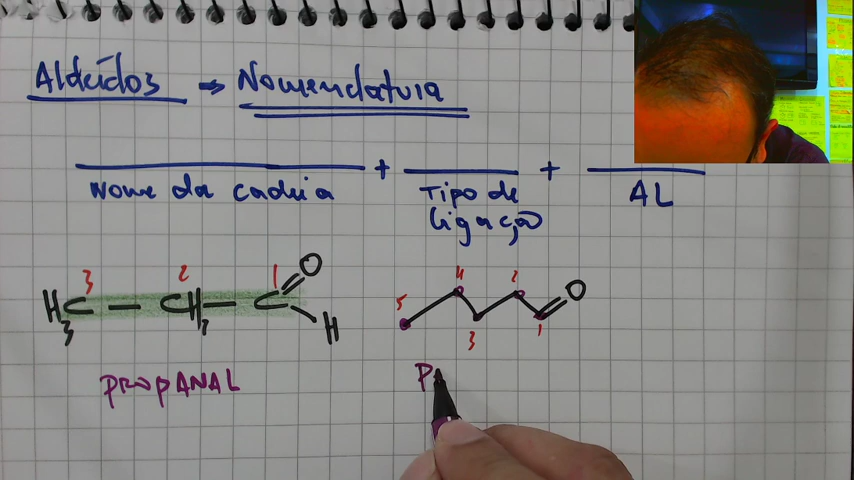 Aldeídos ⇒ Nomenclatura
+ +
Nome da cadeia Tipo de ligação AL
3 2 1 O
H3C — CH2 — C H
5 4 3 2 1 O
PROPANAL P